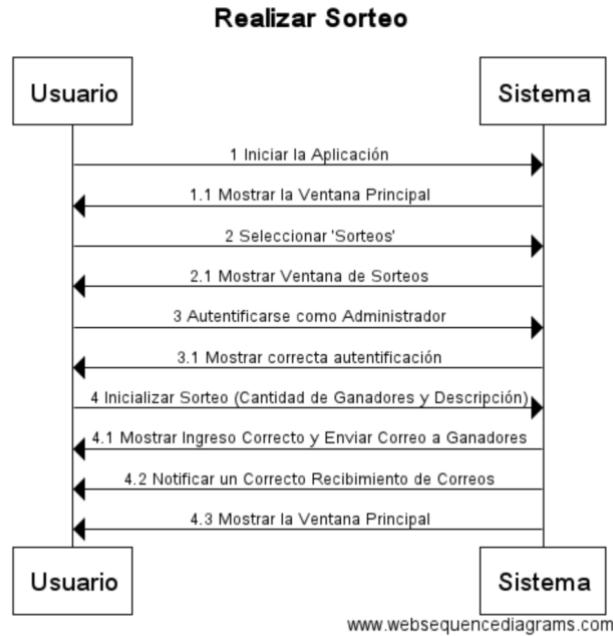 Realizar Sorteo
Usuario
Sistema
1 Iniciar la Aplicación
1.1 Mostrar la Ventana Principal
2 Seleccionar 'Sorteos'
2.1 Mostrar Ventana de Sorteos
3 Autentificarse como Administrador
3.1 Mostrar correcta autentificación
4 Inicializar Sorteo (Cantidad de Ganadores y Descripción)
4.1 Mostrar Ingreso Correcto y Enviar Correo a Ganadores
4.2 Notificar un Correcto Recibimiento de Correos
4.3 Mostrar la Ventana Principal
Usuario
Sistema
www.websequencediagrams.com